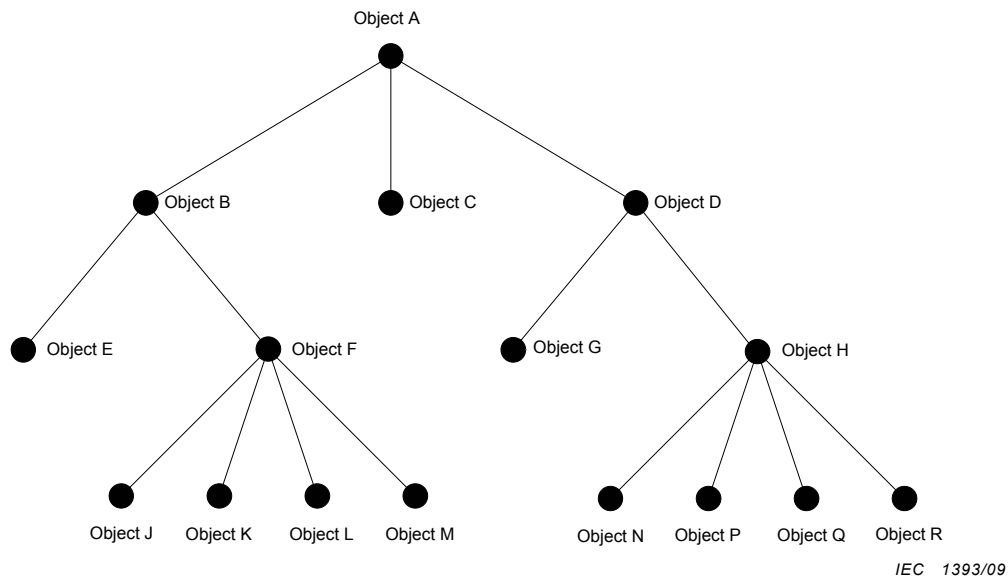 Object A
Object B
Object C
Object D
Object E
Object F
Object G
Object H
Object J
Object K
Object L
Object M
Object N
Object P
Object Q
Object R
IEC 1393/09